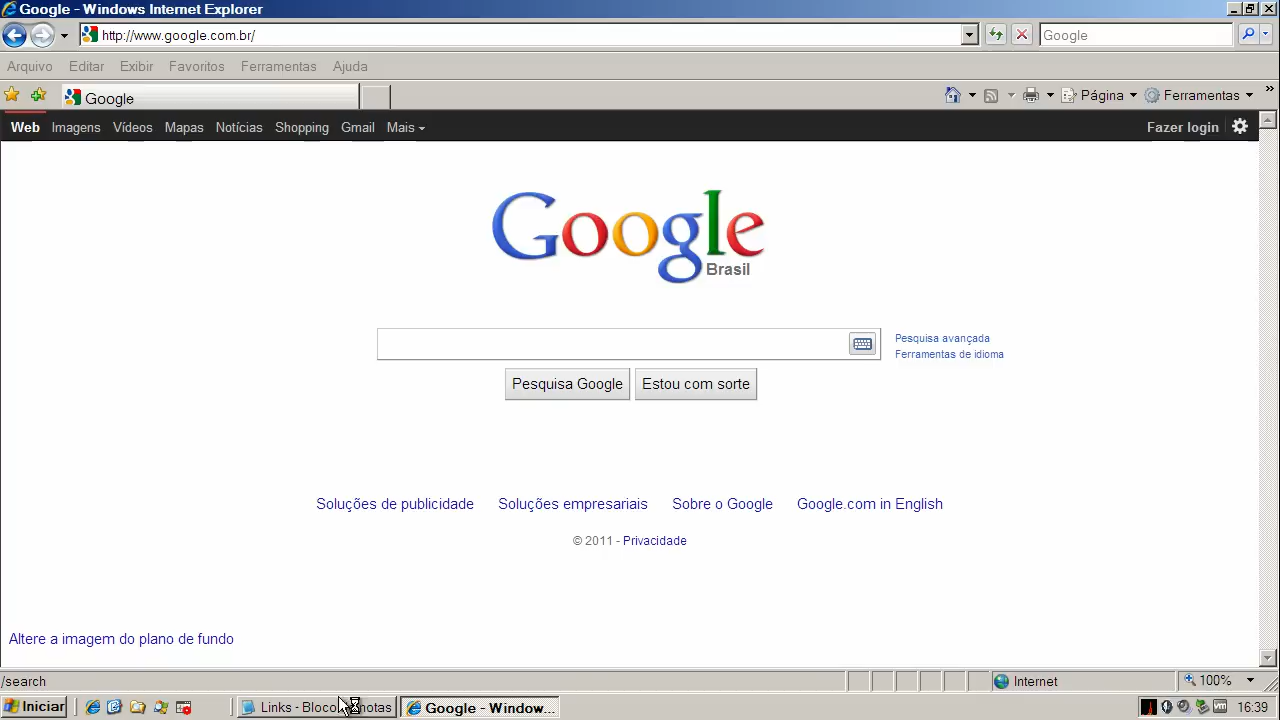 Google - Windows Internet Explorer
http://www.google.com.br/
Google
Arquivo Editar Exibir Favoritos Ferramentas Ajuda
Google
Página Ferramentas
Web Imagens Vídeos Mapas Notícias Shopping Gmail Mais
Fazer login
Google
Brasil
Pesquisa avançada
Ferramentas de idioma
Pesquisa Google Estou com sorte
Soluções de publicidade Soluções empresariais Sobre o Google Google.com in English
© 2011 - Privacidade
Altere a imagem do plano de fundo
/search
Internet
100%
Iniciar
Links - Bloco notas
Google - Window...
16:39